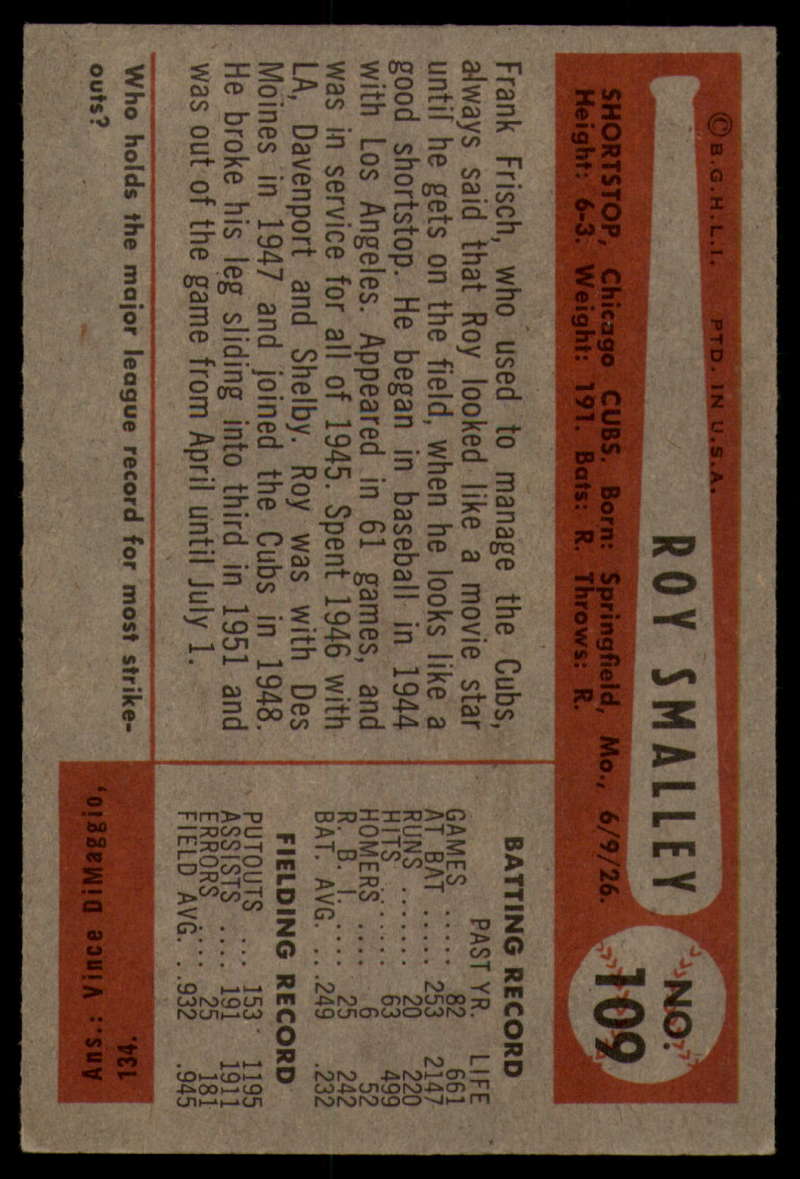 © B.G.H.L.I. PTD. IN U.S.A.
ROY SMALLEY
NO.
109
SHORTSTOP, Chicago CUBS. Born: Springfield, Mo., 6/9/26.
Height: 6-3. Weight: 191. Bats: R. Throws: R.
Frank Frisch, who used to manage the Cubs,
always said that Roy looked like a movie star
until he gets on the field, when he looks like a
good shortstop. He began in baseball in 1944
with Los Angeles. Appeared in 61 games, and
was in service for all of 1945. Spent 1946 with
LA, Davenport and Shelby. Roy was with Des
Moines in 1947 and joined the Cubs in 1948.
He broke his leg sliding into third in 1951 and
was out of the game from April until July 1.
BATTING RECORD
PAST YR. LIFE
GAMES ..... 82 661
AT BAT ..... 253 2147
RUNS ...... 20 220
HITS ...... 63 499
HOMERS .... 6 52
R. B. I. ..... 25 242
BAT. AVG. .. .249 .232
FIELDING RECORD
PUTOUTS .... 153 1195
ASSISTS .... 191 1911
ERRORS .... 25 181
FIELD AVG. . .932 .945
Who holds the major league record for most strike-
outs?
Ans.: Vince DiMaggio,
134.